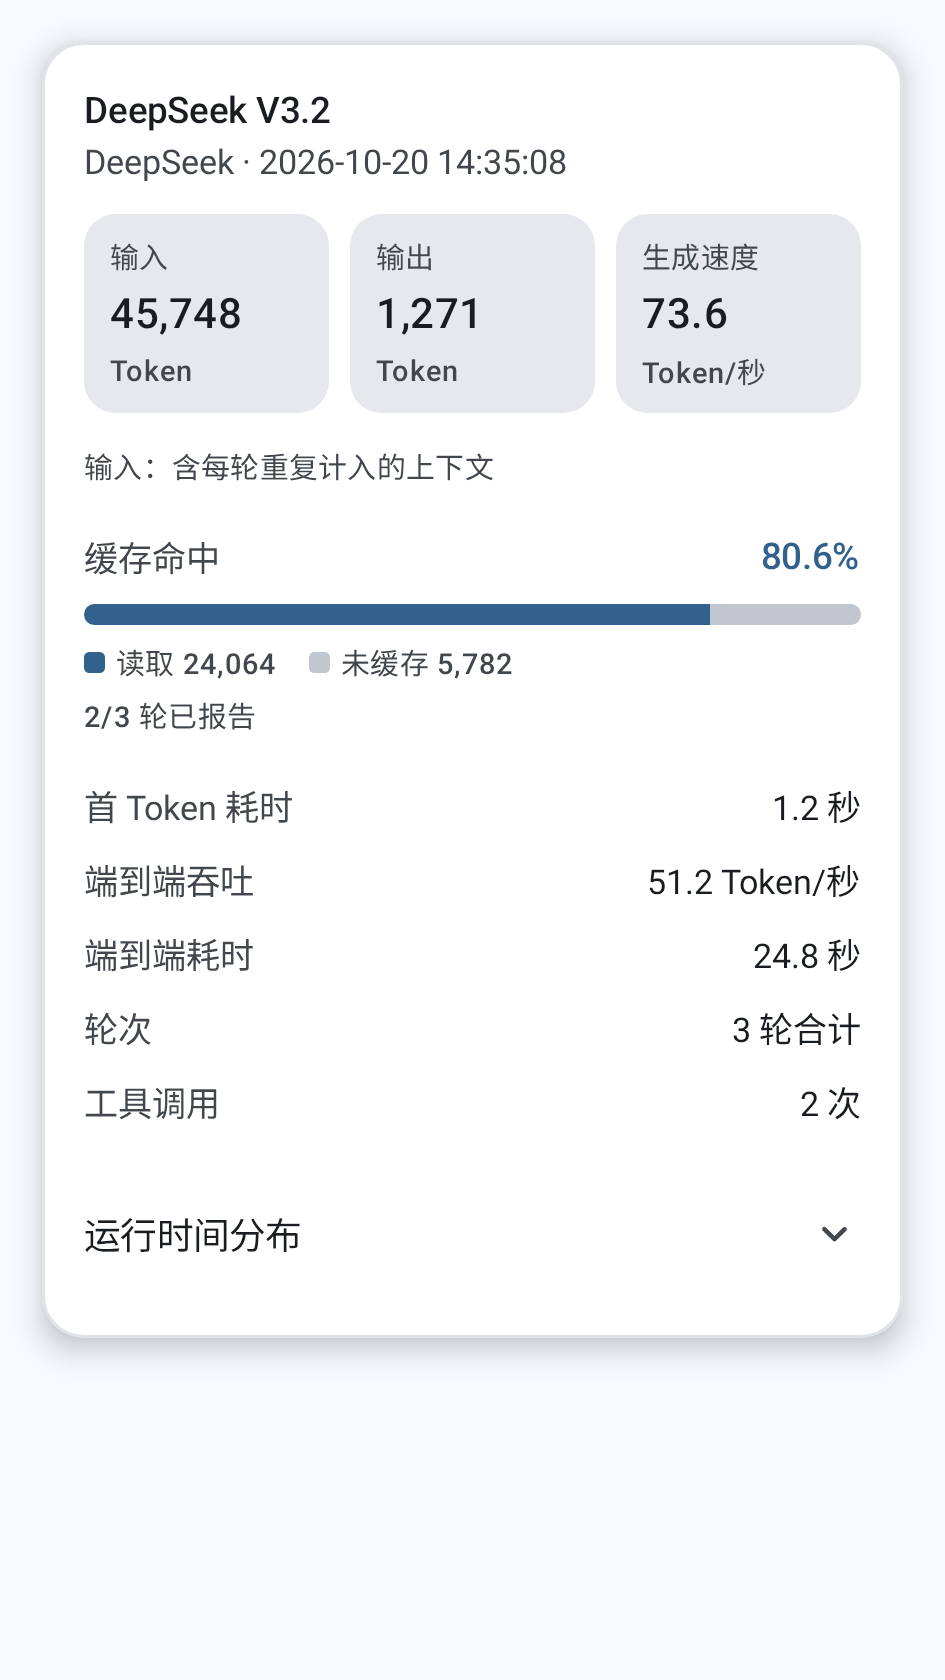 DeepSeek V3.2
DeepSeek · 2026-10-20 14:35:08
输入
45,748
Token
输出
1,271
Token
生成速度
73.6
Token/秒
输入：含每轮重复计入的上下文
缓存命中 80.6%
读取 24,064 未缓存 5,782
2/3 轮已报告
首 Token 耗时 1.2 秒
端到端吞吐 51.2 Token/秒
端到端耗时 24.8 秒
轮次 3 轮合计
工具调用 2 次
运行时间分布